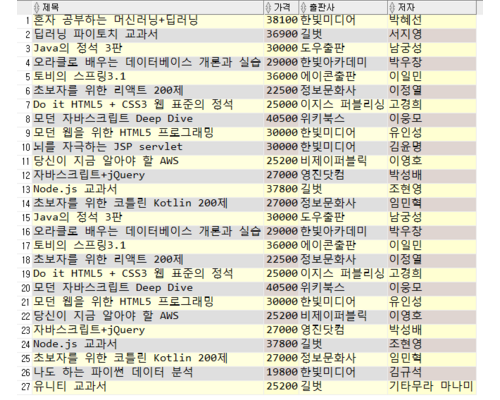 제목 가격 출판사 저자
1 혼자 공부하는 머신러닝+딥러닝 38100 한빛미디어 박혜선
2 딥러닝 파이토치 교과서 36900 길벗 서지영
3 Java의 정석 3판 30000 도우출판 남궁성
4 오라클로 배우는 데이터베이스 개론과 실습 29000 한빛아카데미 박우창
5 토비의 스프링3.1 36000 에이콘출판 이일민
6 초보자를 위한 리액트 200제 22500 정보문화사 이정열
7 Do it HTML5 + CSS3 웹 표준의 정석 25000 이지스 퍼블리싱 고경희
8 모던 자바스크립트 Deep Dive 40500 위키북스 이웅모
9 모던 웹을 위한 HTML5 프로그래밍 30000 한빛미디어 유인성
10 뇌를 자극하는 JSP servlet 30000 한빛미디어 김윤명
11 당신이 지금 알아야 할 AWS 25200 비제이퍼블릭 이영호
12 자바스크립트+jQuery 27000 영진닷컴 박성배
13 Node.js 교과서 37800 길벗 조현영
14 초보자를 위한 코틀린 Kotlin 200제 27000 정보문화사 임민혁
15 Java의 정석 3판 30000 도우출판 남궁성
16 오라클로 배우는 데이터베이스 개론과 실습 29000 한빛아카데미 박우창
17 토비의 스프링3.1 36000 에이콘출판 이일민
18 초보자를 위한 리액트 200제 22500 정보문화사 이정열
19 Do it HTML5 + CSS3 웹 표준의 정석 25000 이지스 퍼블리싱 고경희
20 모던 자바스크립트 Deep Dive 40500 위키북스 이웅모
21 모던 웹을 위한 HTML5 프로그래밍 30000 한빛미디어 유인성
22 당신이 지금 알아야 할 AWS 25200 비제이퍼블릭 이영호
23 자바스크립트+jQuery 27000 영진닷컴 박성배
24 Node.js 교과서 37800 길벗 조현영
25 초보자를 위한 코틀린 Kotlin 200제 27000 정보문화사 임민혁
26 나도 하는 파이썬 데이터 분석 19800 한빛미디어 김규석
27 유니티 교과서 25200 길벗 기타무라 마나미